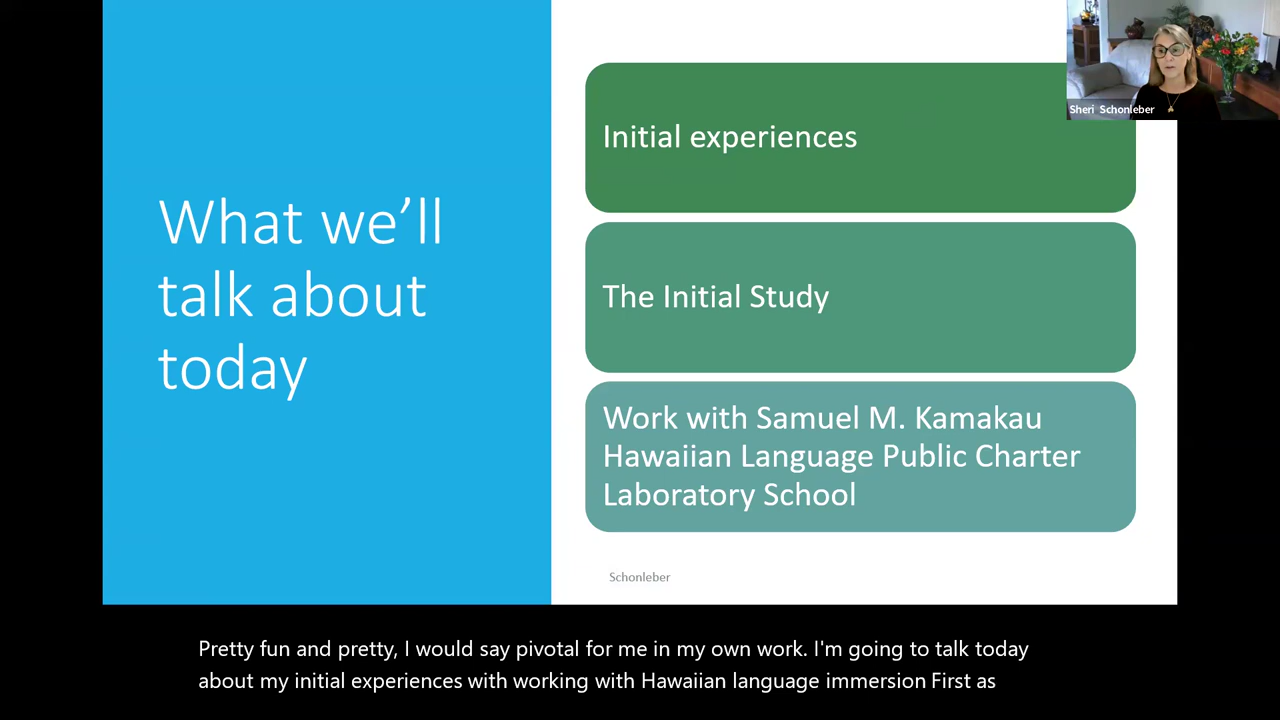 What we’ll
talk about
today
Initial experiences
The Initial Study
Work with Samuel M. Kamakau
Hawaiian Language Public Charter
Laboratory School
Schonleber
Sheri Schonleber
Pretty fun and pretty, I would say pivotal for me in my own work. I'm going to talk today
about my initial experiences with working with Hawaiian language immersion First as